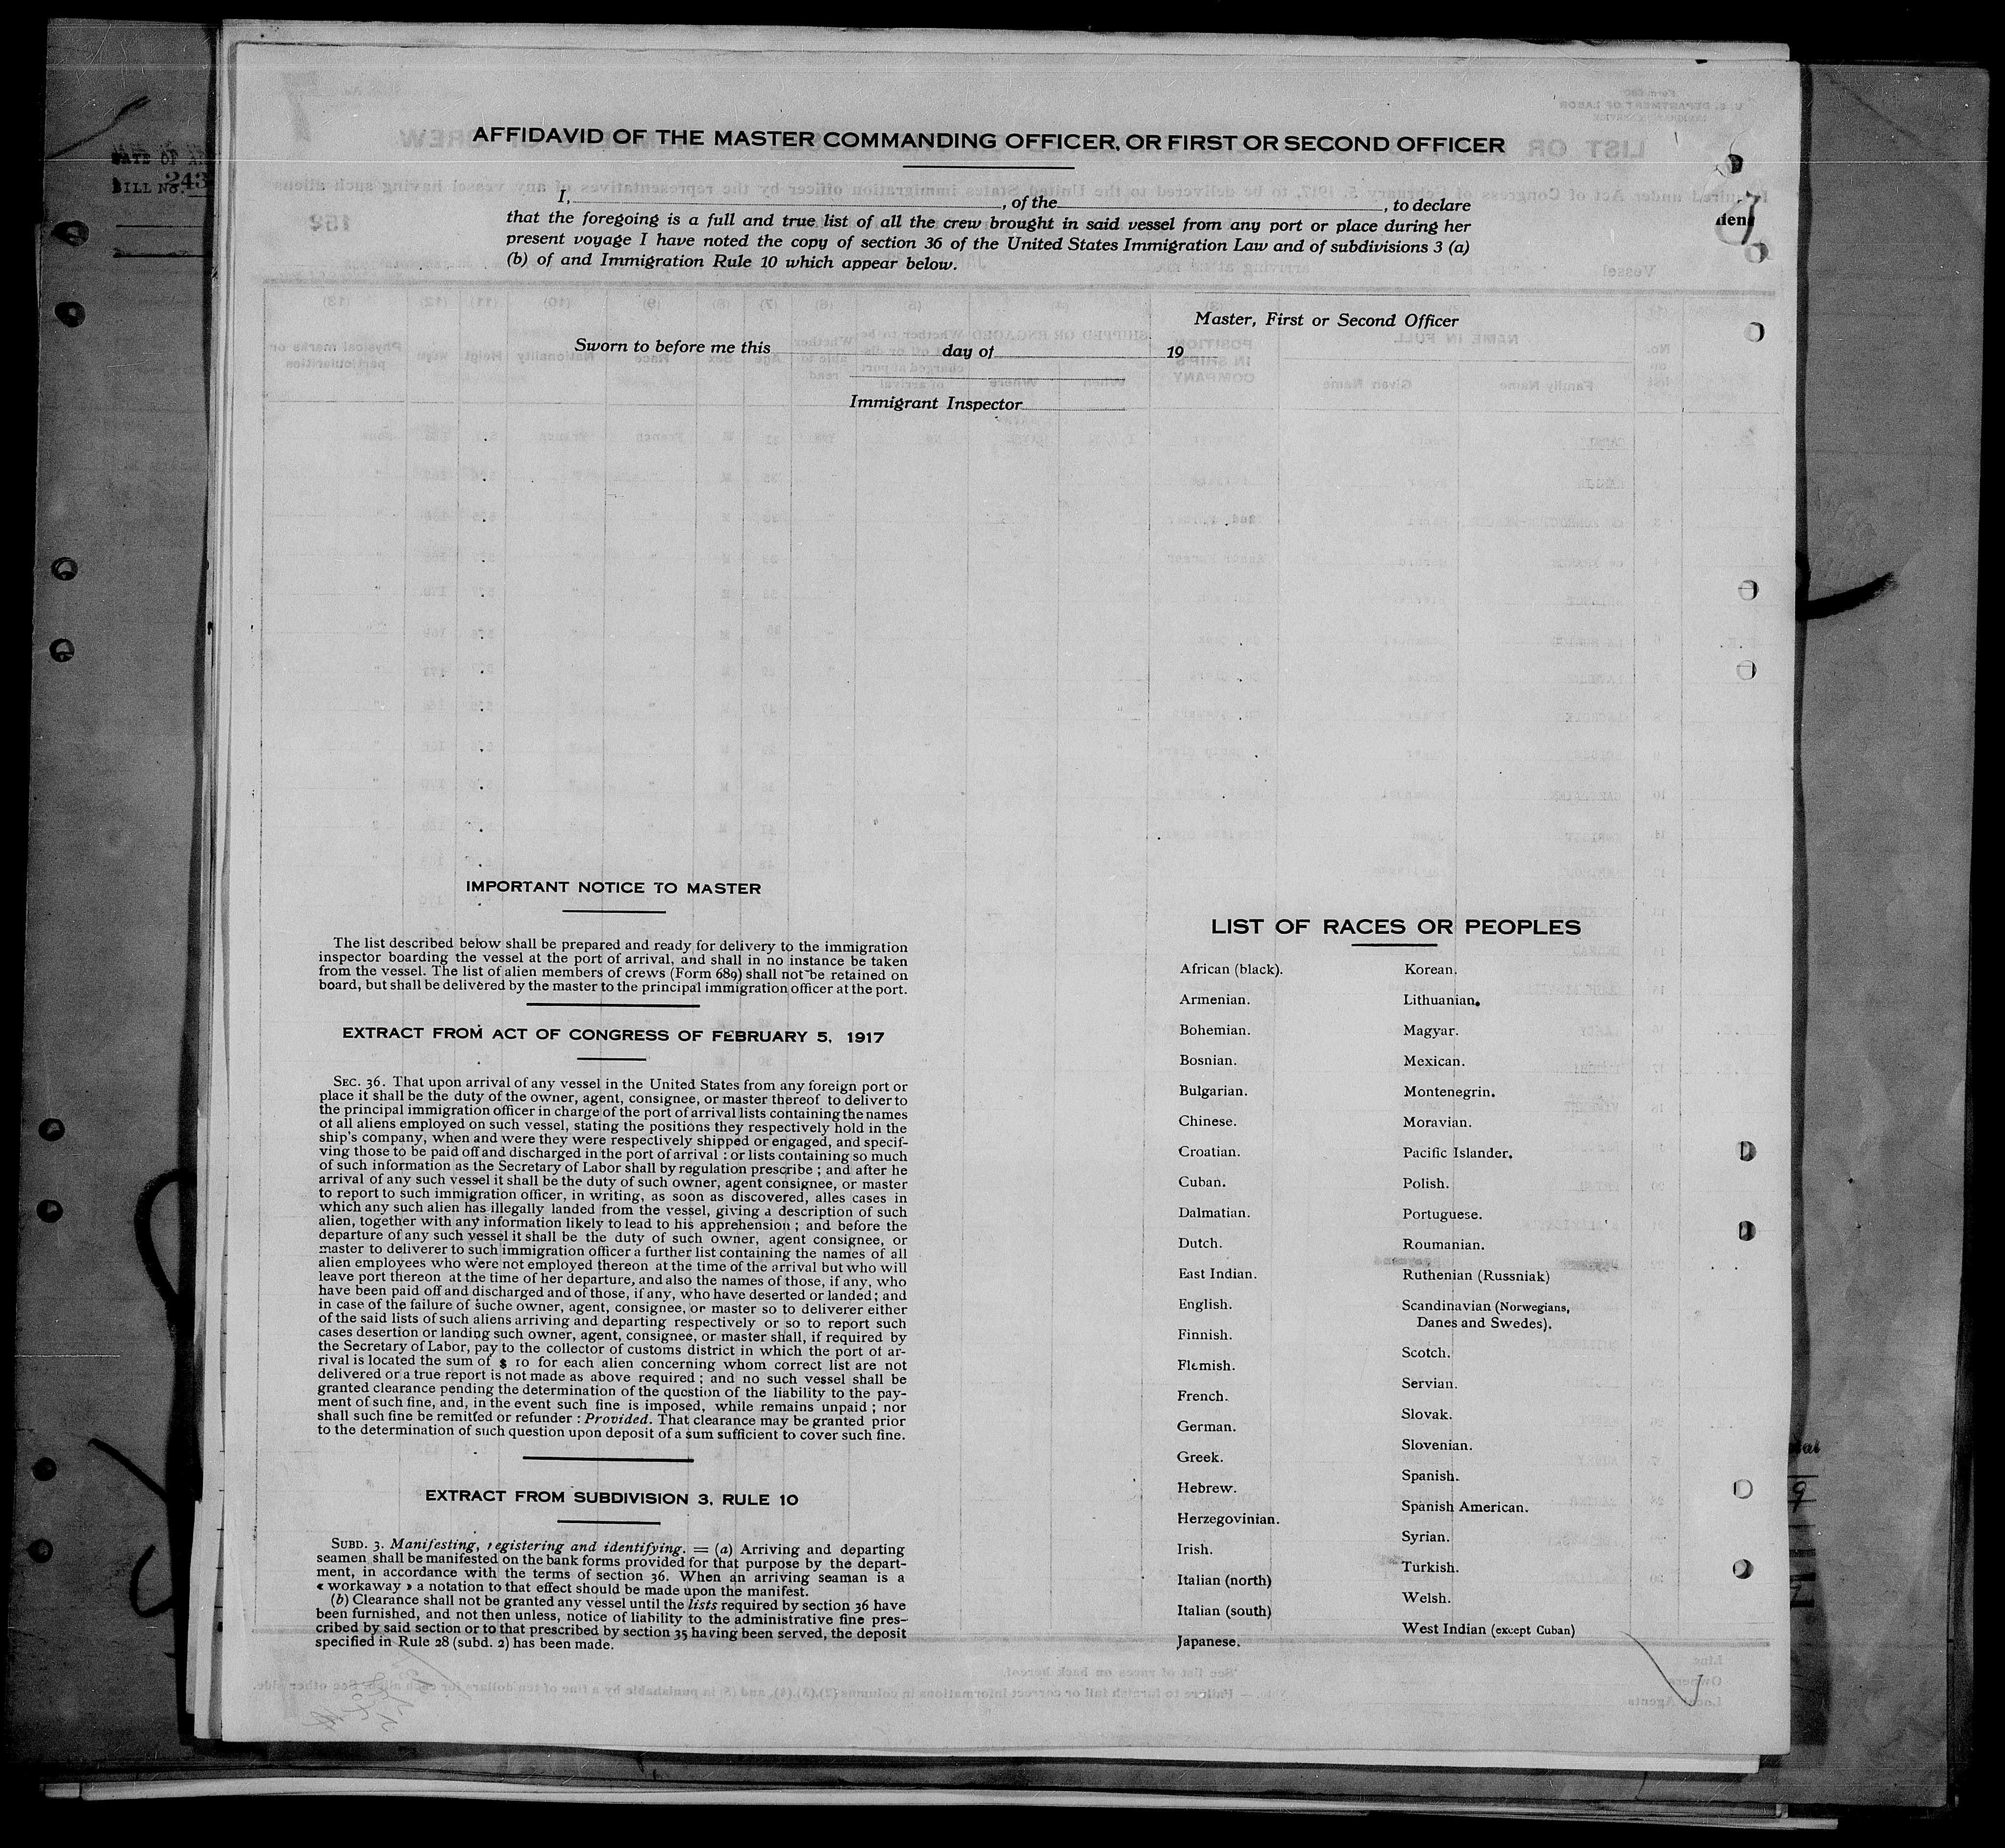 AFFIDAVID OF THE MASTER COMMANDING OFFICER, OR FIRST OR SECOND OFFICER
I, , of the , to declare
that the foregoing is a full and true list of all the crew brought in said vessel from any port or place during her
present voyage I have noted the copy of section 36 of the United States Immigration Law and of subdivisions 3 (a)
(b) of and Immigration Rule 10 which appear below.
Master, First or Second Officer
Sworn to before me this day of 19
Immigrant Inspector
BILL No. 243
IMPORTANT NOTICE TO MASTER
The list described below shall be prepared and ready for delivery to the immigration
inspector boarding the vessel at the port of arrival, and shall in no instance be taken
from the vessel. The list of alien members of crews (Form 689) shall not be retained on
board, but shall be delivered by the master to the principal immigration officer at the port.
EXTRACT FROM ACT OF CONGRESS OF FEBRUARY 5, 1917
SEC. 36. That upon arrival of any vessel in the United States from any foreign port or
place it shall be the duty of the owner, agent, consignee, or master thereof to deliver to
the principal immigration officer in charge of the port of arrival lists containing the names
of all aliens employed on such vessel, stating the positions they respectively hold in the
ship's company, when and were they were respectively shipped or engaged, and specif-
ving those to be paid off and discharged in the port of arrival : or lists containing so much
of such information as the Secretary of Labor shall by regulation prescribe ; and after he
arrival of any such vessel it shall be the duty of such owner, agent consignee, or master
to report to such immigration officer, in writing, as soon as discovered, alles cases in
which any such alien has illegally landed from the vessel, giving a description of such
alien, together with any information likely to lead to his apprehension ; and before the
departure of any such vessel it shall be the duty of such owner, agent consignee, or
master to deliverer to such immigration officer a further list containing the names of all
alien employees who were not employed thereon at the time of the arrival but who will
leave port thereon at the time of her departure, and also the names of those, if any, who
have been paid off and discharged and of those, if any, who have deserted or landed ; and
in case of the failure of suche owner, agent, consignee, or master so to deliverer either
of the said lists of such aliens arriving and departing respectively or so to report such
cases desertion or landing such owner, agent, consignee, or master shall, if required by
the Secretary of Labor, pay to the collector of customs district in which the port of ar-
rival is located the sum of $ 10 for each alien concerning whom correct list are not
delivered or a true report is not made as above required ; and no such vessel shall be
granted clearance pending the determination of the question of the liability to the pay-
ment of such fine, and, in the event such fine is imposed, while remains unpaid ; nor
shall such fine be remitted or refunder : Provided. That clearance may be granted prior
to the determination of such question upon deposit of a sum sufficient to cover such fine.
EXTRACT FROM SUBDIVISION 3, RULE 10
SUBD. 3. Manifesting, registering and identifying. = (a) Arriving and departing
seamen shall be manifested on the bank forms provided for that purpose by the depart-
ment, in accordance with the terms of section 36. When an arriving seaman is a
« workaway » a notation to that effect should be made upon the manifest.
(b) Clearance shall not be granted any vessel until the lists required by section 36 have
been furnished, and not then unless, notice of liability to the administrative fine pres-
cribed by said section or to that prescribed by section 35 having been served, the deposit
specified in Rule 28 (subd. 2) has been made.
LIST OF RACES OR PEOPLES
African (black).
Armenian.
Bohemian.
Bosnian.
Bulgarian.
Chinese.
Croatian.
Cuban.
Dalmatian.
Dutch.
East Indian.
English.
Finnish.
Flemish.
French.
German.
Greek.
Hebrew.
Herzegovinian.
Irish.
Italian (north)
Italian (south)
Japanese.
Korean.
Lithuanian.
Magyar.
Mexican.
Montenegrin.
Moravian.
Pacific Islander.
Polish.
Portuguese.
Roumanian.
Ruthenian (Russniak)
Scandinavian (Norwegians,
Danes and Swedes).
Scotch.
Servian.
Slovak.
Slovenian.
Spanish.
Spanish American.
Syrian.
Turkish.
Welsh.
West Indian (except Cuban)